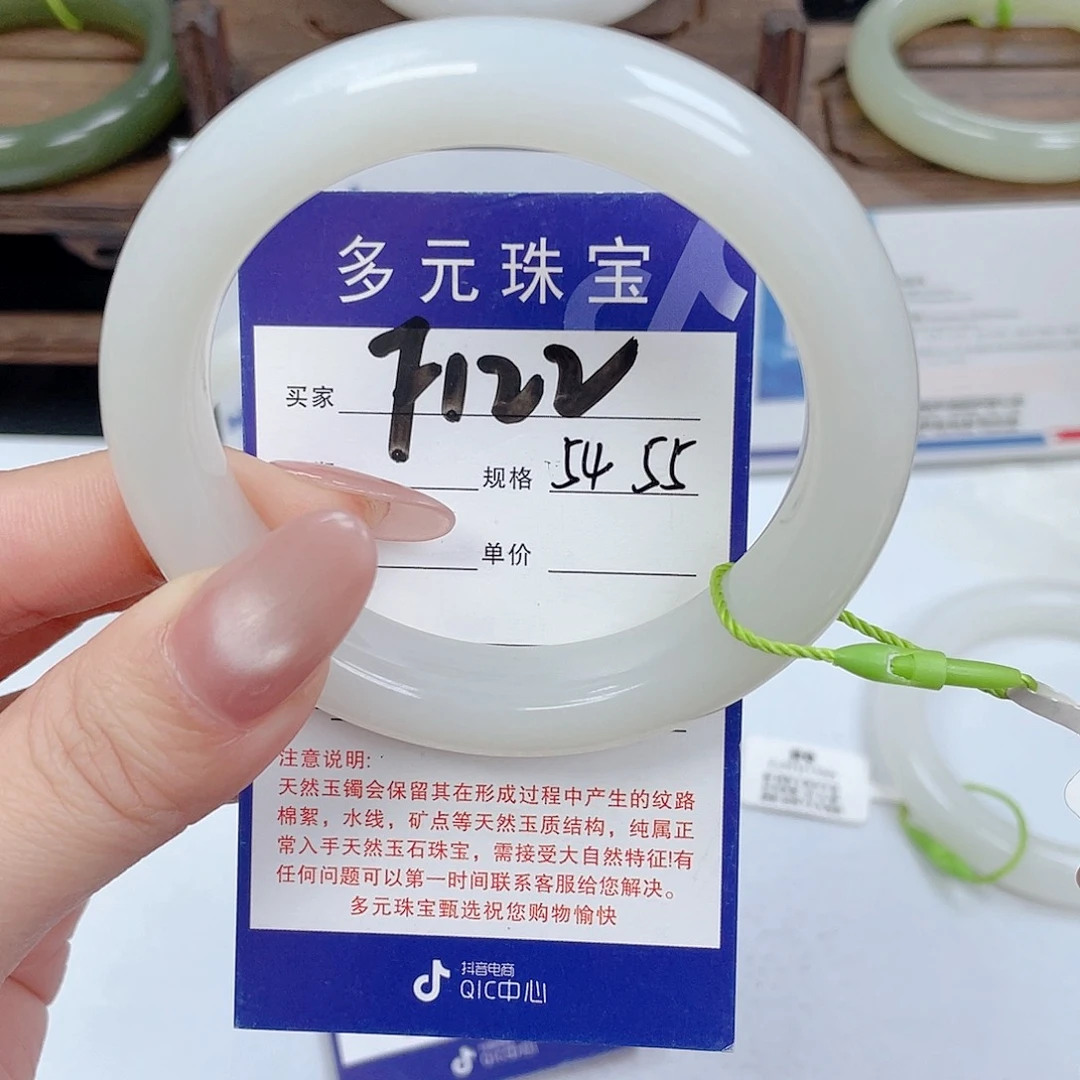 多元珠宝
买家 7122
规格 54 55
单价
注意说明:
天然玉镯会保留其在形成过程中产生的纹路
棉絮，水线，矿点等天然玉质结构，纯属正
常入手天然玉石珠宝，需接受大自然特征!有
任何问题可以第一时间联系客服给您解决。
多元珠宝甄选祝您购物愉快
抖音电商
QIC中心